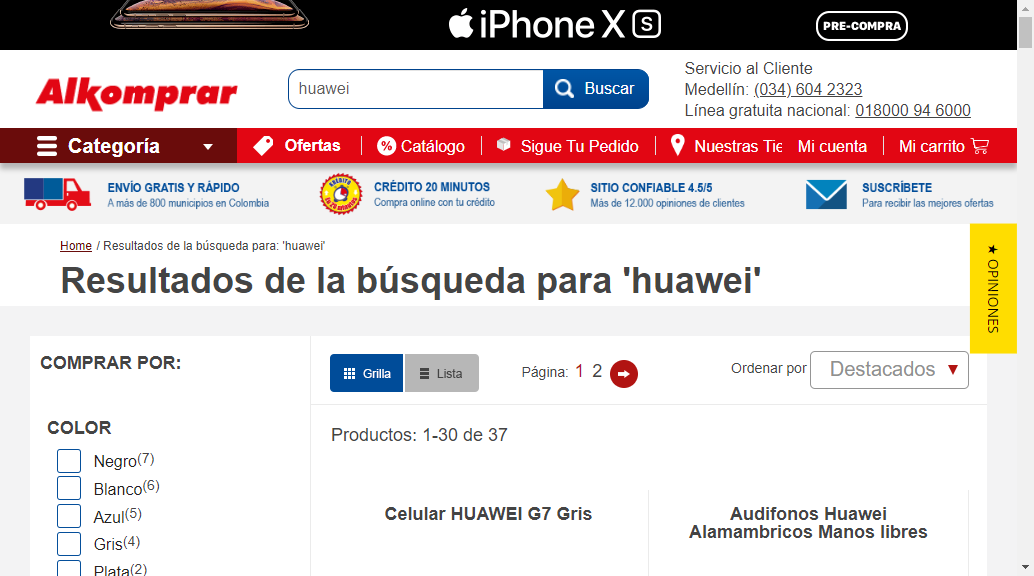 iPhone X S
PRE-COMPRA
Alkomprar
huawei
Buscar
Servicio al Cliente
Medellín: (034) 604 2323
Línea gratuita nacional: 018000 94 6000
Categoría
Ofertas
Catálogo
Sigue Tu Pedido
Nuestras Tie
Mi cuenta
Mi carrito
ENVÍO GRATIS Y RÁPIDO
A más de 800 municipios en Colombia
CRÉDITO 20 MINUTOS
Compra online con tu crédito
SITIO CONFIABLE 4.5/5
Más de 12.000 opiniones de clientes
SUSCRÍBETE
Para recibir las mejores ofertas
Home / Resultados de la búsqueda para: 'huawei'
Resultados de la búsqueda para 'huawei'
★ OPINIONES
COMPRAR POR:
Grilla
Lista
Página: 1 2
Ordenar por
Destacados
Productos: 1-30 de 37
COLOR
Negro(7)
Blanco(6)
Azul(5)
Gris(4)
Plata(2)
Celular HUAWEI G7 Gris
Audifonos Huawei
Alamambricos Manos libres